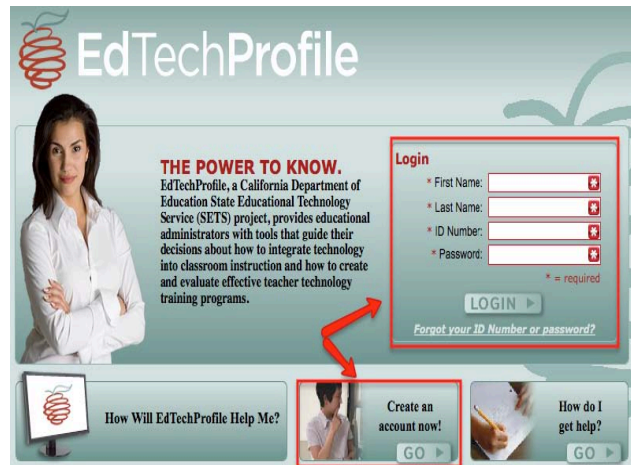 EdTechProfile
THE POWER TO KNOW.
EdTechProfile, a California Department of
Education State Educational Technology
Service (SETS) project, provides educational
administrators with tools that guide their
decisions about how to integrate technology
into classroom instruction and how to create
and evaluate effective teacher technology
training programs.
Login
* First Name:
* Last Name:
* ID Number:
* Password:
* = required
LOGIN
Forgot your ID Number or password?
How Will EdTechProfile Help Me?
Create an
account now!
GO
How do I
get help?
GO